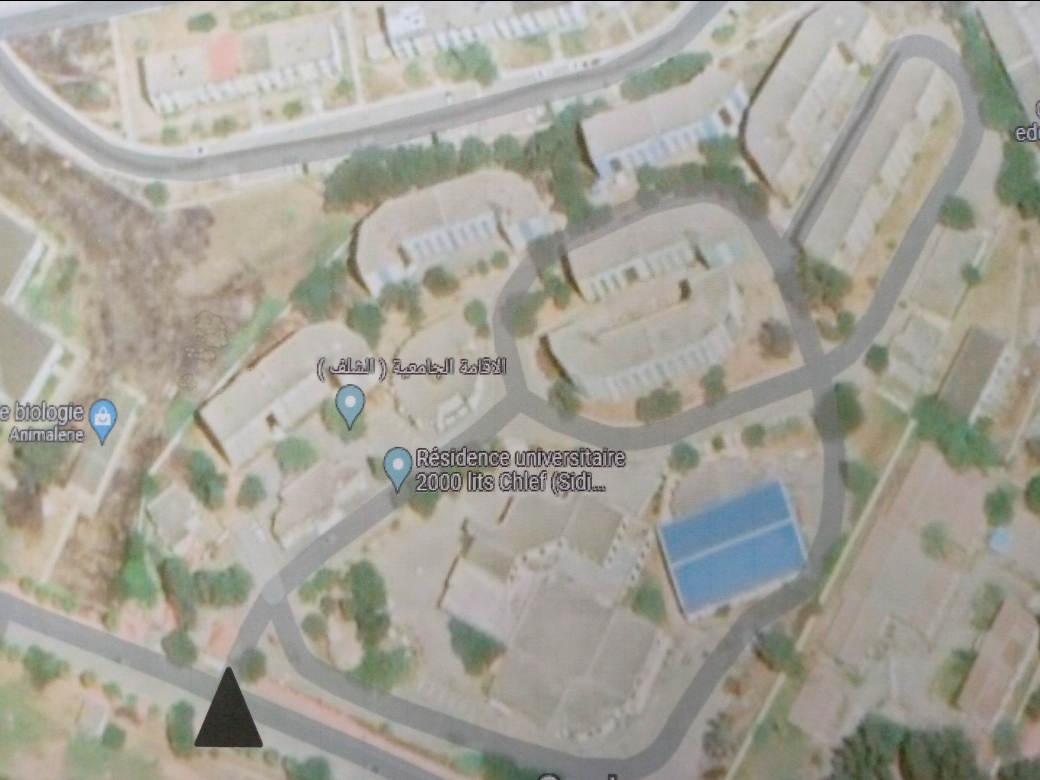 الاقامة الجامعية ( الشلف )
e biologie
Animalene
Résidence universitaire
2000 lits Chlef (Sidi...